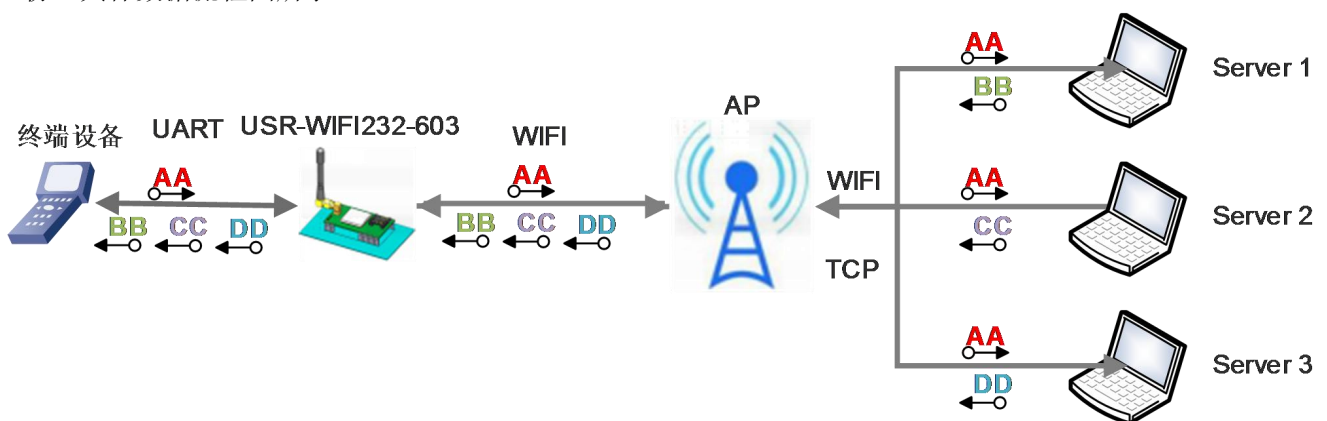 终端设备
UART
USR-WIFI232-603
WIFI
AP
WIFI
TCP
AA
BB CC DD
AA
BB CC DD
AA
BB
Server 1
AA
CC
Server 2
AA
DD
Server 3